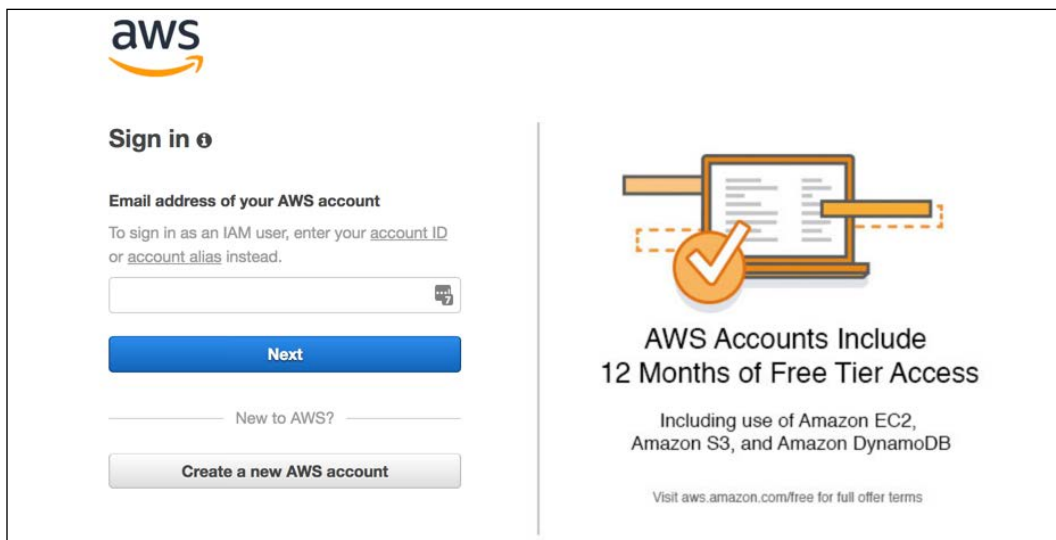 aws
Sign in
Email address of your AWS account
To sign in as an IAM user, enter your account ID
or account alias instead.
7
Next
New to AWS?
Create a new AWS account
AWS Accounts Include
12 Months of Free Tier Access
Including use of Amazon EC2,
Amazon S3, and Amazon DynamoDB
Visit aws.amazon.com/free for full offer terms